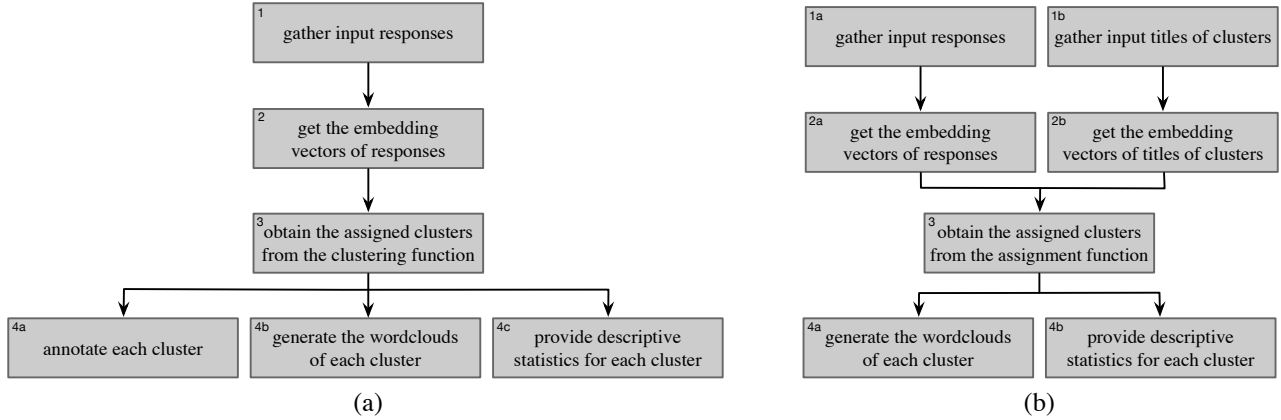 1
gather input responses
2
get the embedding
vectors of responses
3
obtain the assigned clusters
from the clustering function
4a
annotate each cluster
4b
generate the wordclouds
of each cluster
4c
provide descriptive
statistics for each cluster
(a)
1a
gather input responses
1b
gather input titles of clusters
2a
get the embedding
vectors of responses
2b
get the embedding
vectors of titles of clusters
3
obtain the assigned clusters
from the assignment function
4a
generate the wordclouds
of each cluster
4b
provide descriptive
statistics for each cluster
(b)